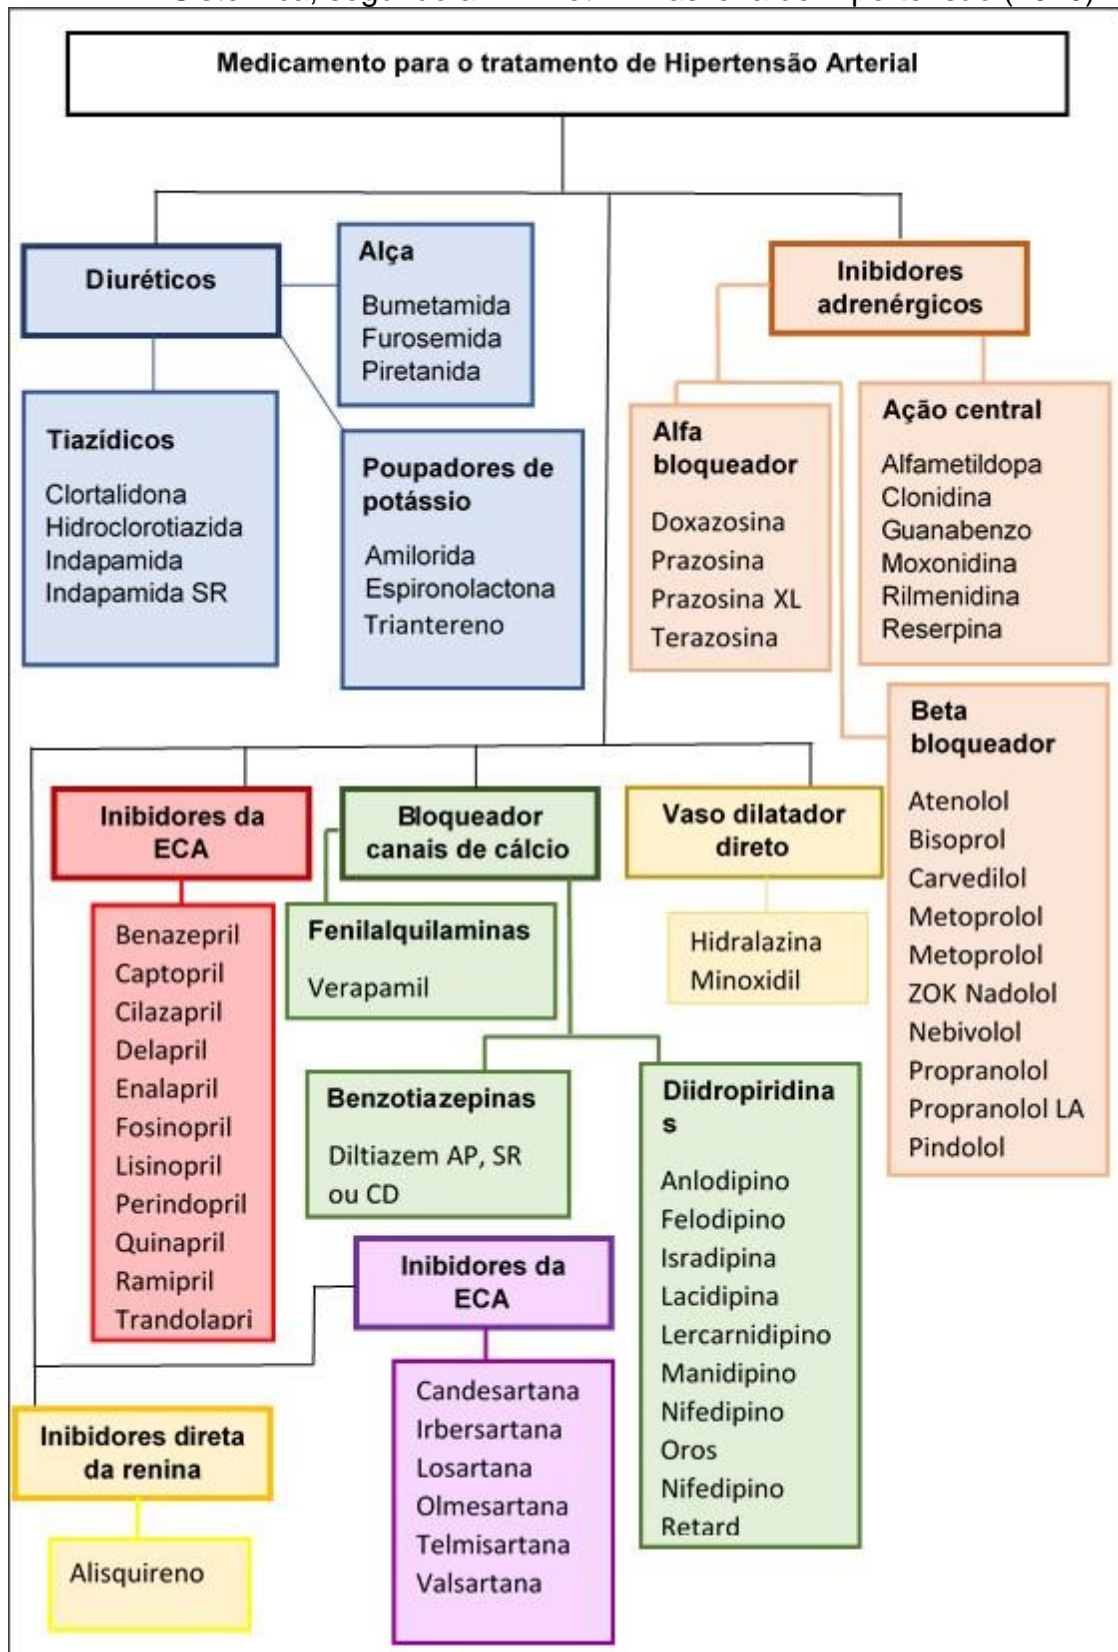 Medicamento para o tratamento de Hipertensão Arterial
Diuréticos
Alça
Bumetamida
Furosemida
Piretanida
Tiazídicos
Clortalidona
Hidroclorotiazida
Indapamida
Indapamida SR
Poupadores de
potássio
Amilorida
Espironolactona
Triantereno
Inibidores
adrenérgicos
Alfa
bloqueador
Doxazosina
Prazosina
Prazosina XL
Terazosina
Ação central
Alfametildopa
Clonidina
Guanabenzo
Moxonidina
Rilmenidina
Reserpina
Beta
bloqueador
Atenolol
Bisoprol
Carvedilol
Metoprolol
Metoprolol
ZOK Nadolol
Nebivolol
Propranolol
Propranolol LA
Pindolol
Inibidores da
ECA
Benazepril
Captopril
Cilazapril
Delapril
Enalapril
Fosinopril
Lisinopril
Perindopril
Quinapril
Ramipril
Trandolapri
Bloqueador
canais de cálcio
Fenilalquilaminas
Verapamil
Benzotiazepinas
Diltiazem AP, SR
ou CD
Diidropiridina
s
Anlodipino
Felodipino
Isradipina
Lacidipina
Lercarnidipino
Manidipino
Nifedipino
Oros
Nifedipino
Retard
Vaso dilatador
direto
Hidralazina
Minoxidil
Inibidores da
ECA
Candesartana
Irbersartana
Losartana
Olmesartana
Telmisartana
Valsartana
Inibidores direta
da renina
Alisquireno